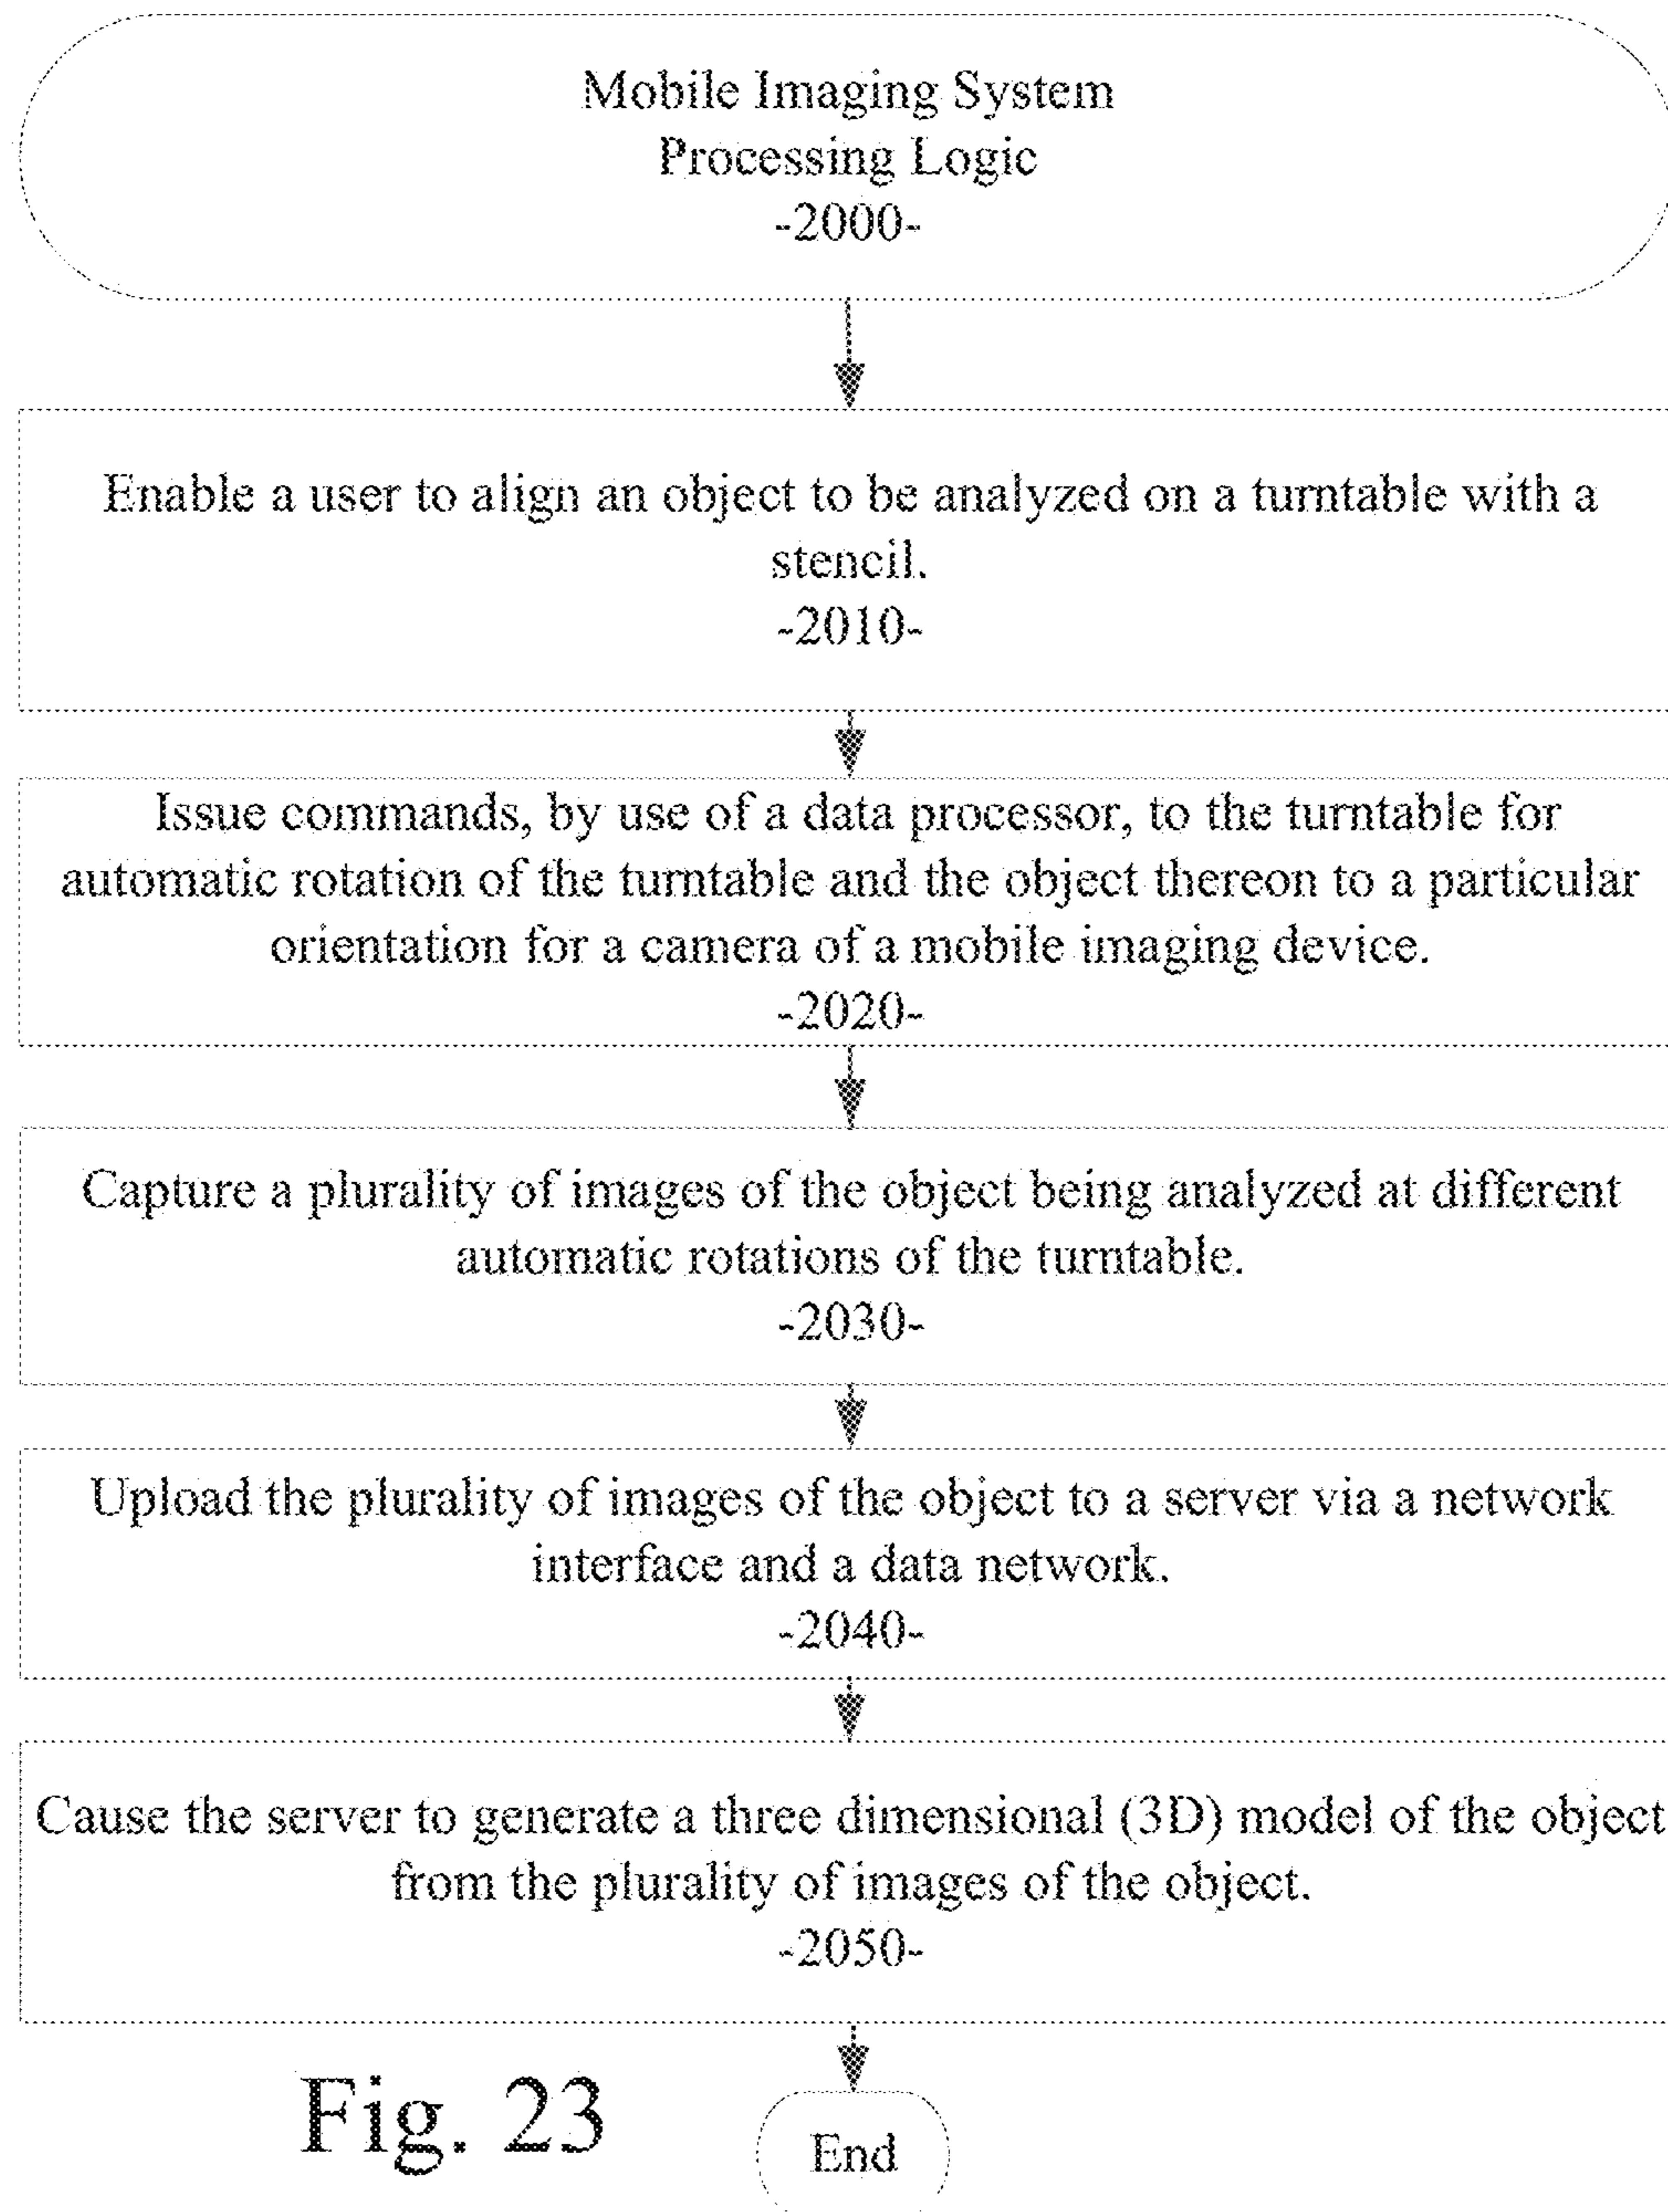 Mobile Imaging System
Processing Logic
-2000-
Enable a user to align an object to be analyzed on a turntable with a
stencil.
-2010-
Issue commands, by use of a data processor, to the turntable for
automatic rotation of the turntable and the object thereon to a particular
orientation for a camera of a mobile imaging device.
-2020-
Capture a plurality of images of the object being analyzed at different
automatic rotations of the turntable.
-2030-
Upload the plurality of images of the object to a server via a network
interface and a data network.
-2040-
Cause the server to generate a three dimensional (3D) model of the object
from the plurality of images of the object.
-2050-
Fig. 23
End